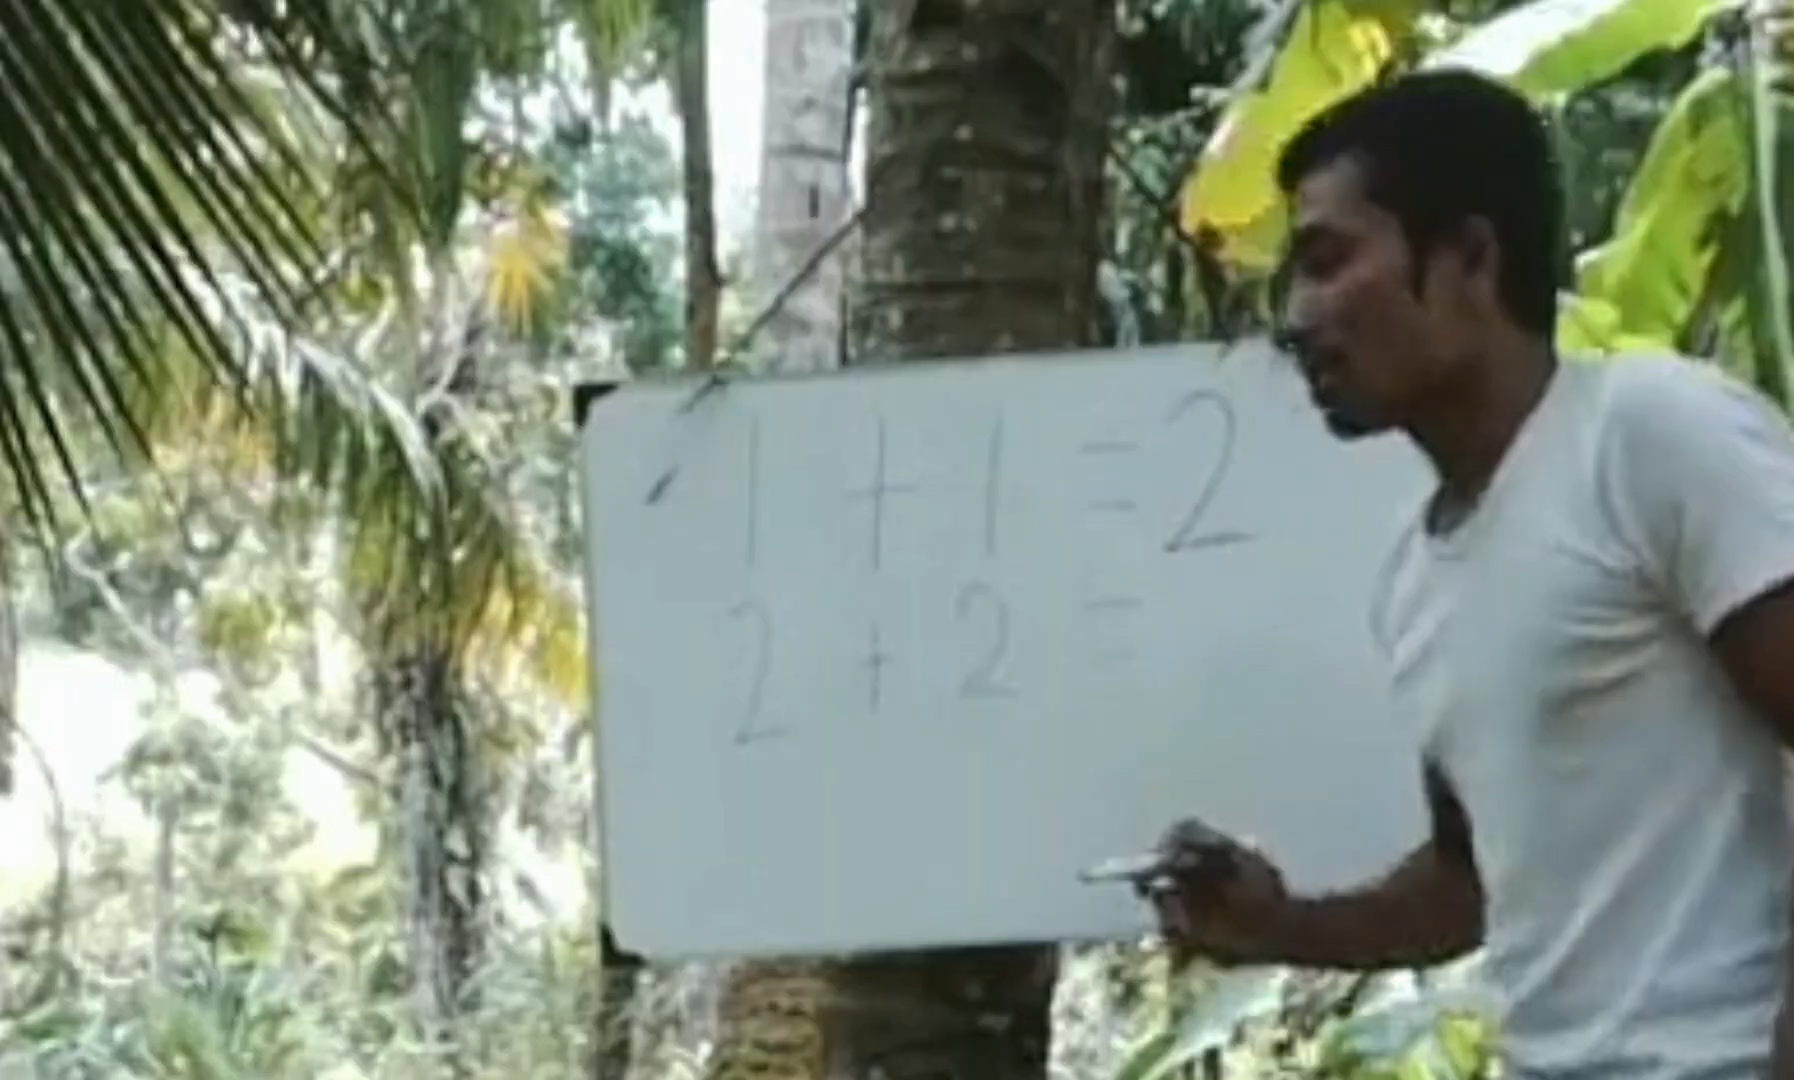 1 + 1 = 2
2 + 2 =